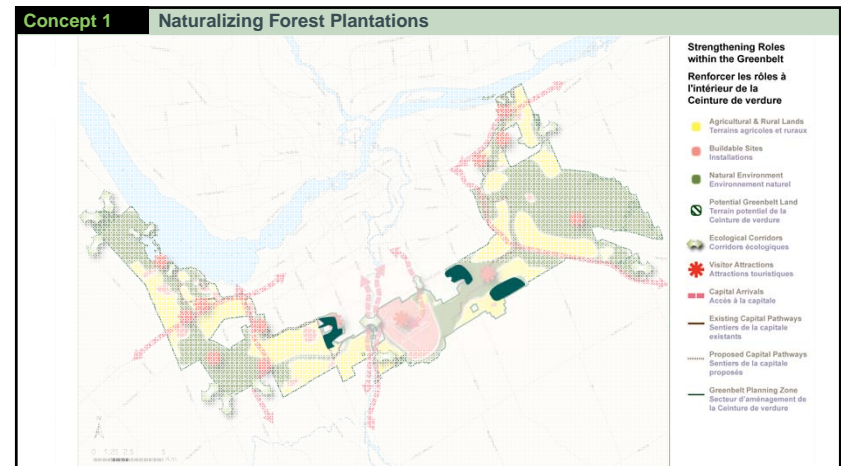 Concept 1 Naturalizing Forest Plantations
Strengthening Roles
within the Greenbelt
Renforcer les rôles à
l'intérieur de la
Ceinture de verdure
Agricultural & Rural Lands
Terrains agricoles et ruraux
Buildable Sites
Installations
Natural Environment
Environnement naturel
Potential Greenbelt Land
Terrain potentiel de la
Ceinture de verdure
Ecological Corridors
Corridors écologiques
Visitor Attractions
Attractions touristiques
Capital Arrivals
Accès à la capitale
Existing Capital Pathways
Sentiers de la capitale
existants
Proposed Capital Pathways
Sentiers de la capitale
proposés
Greenbelt Planning Zone
Secteur d'aménagement de
la Ceinture de verdure